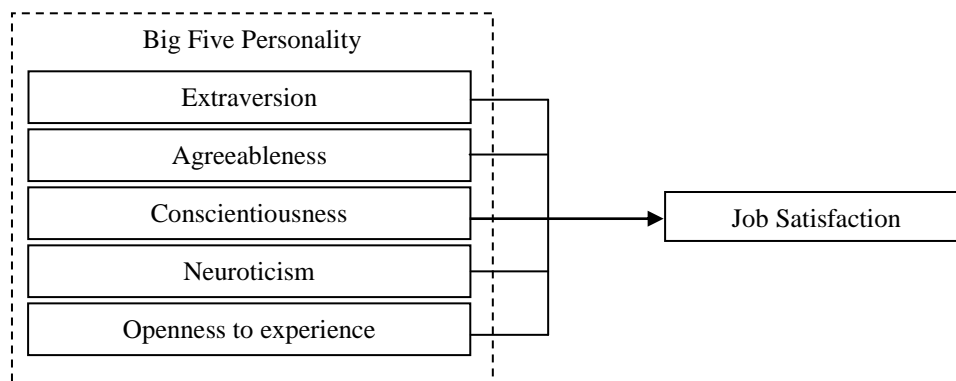 Big Five Personality
Extraversion
Agreeableness
Conscientiousness
Job Satisfaction
Neuroticism
Openness to experience